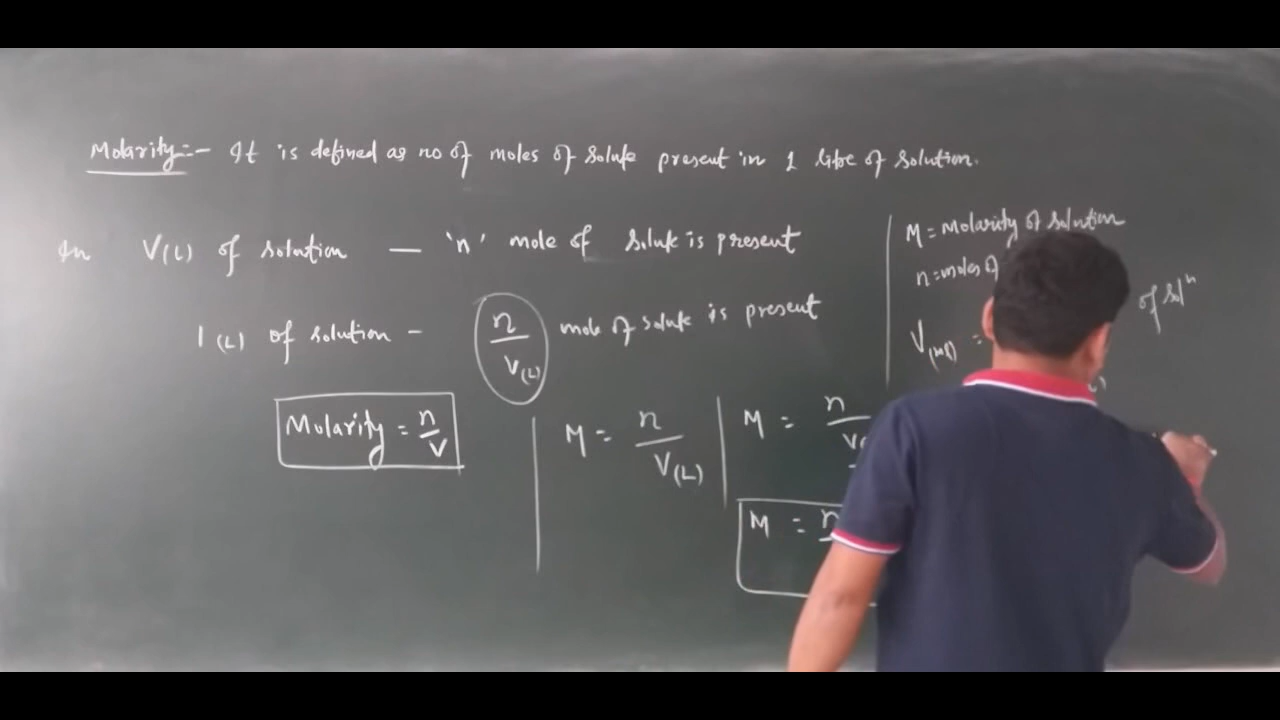 Molarity:- It is defined as no of moles of solute present in 1 litre of solution.
In V(L) of solution — 'n' mole of solute is present
1 (L) of solution - n/V(L) mole of solute is present
Molarity = n/V
M = n/V(L)
M = n/V
M = n
M = Molarity of solution
n = moles of
V(ml) = of solⁿ